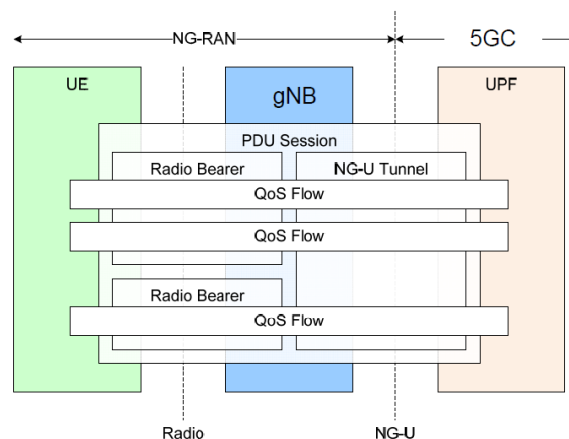 NG-RAN
5GC
UE
gNB
UPF
PDU Session
Radio Bearer
NG-U Tunnel
QoS Flow
QoS Flow
Radio Bearer
QoS Flow
Radio
NG-U